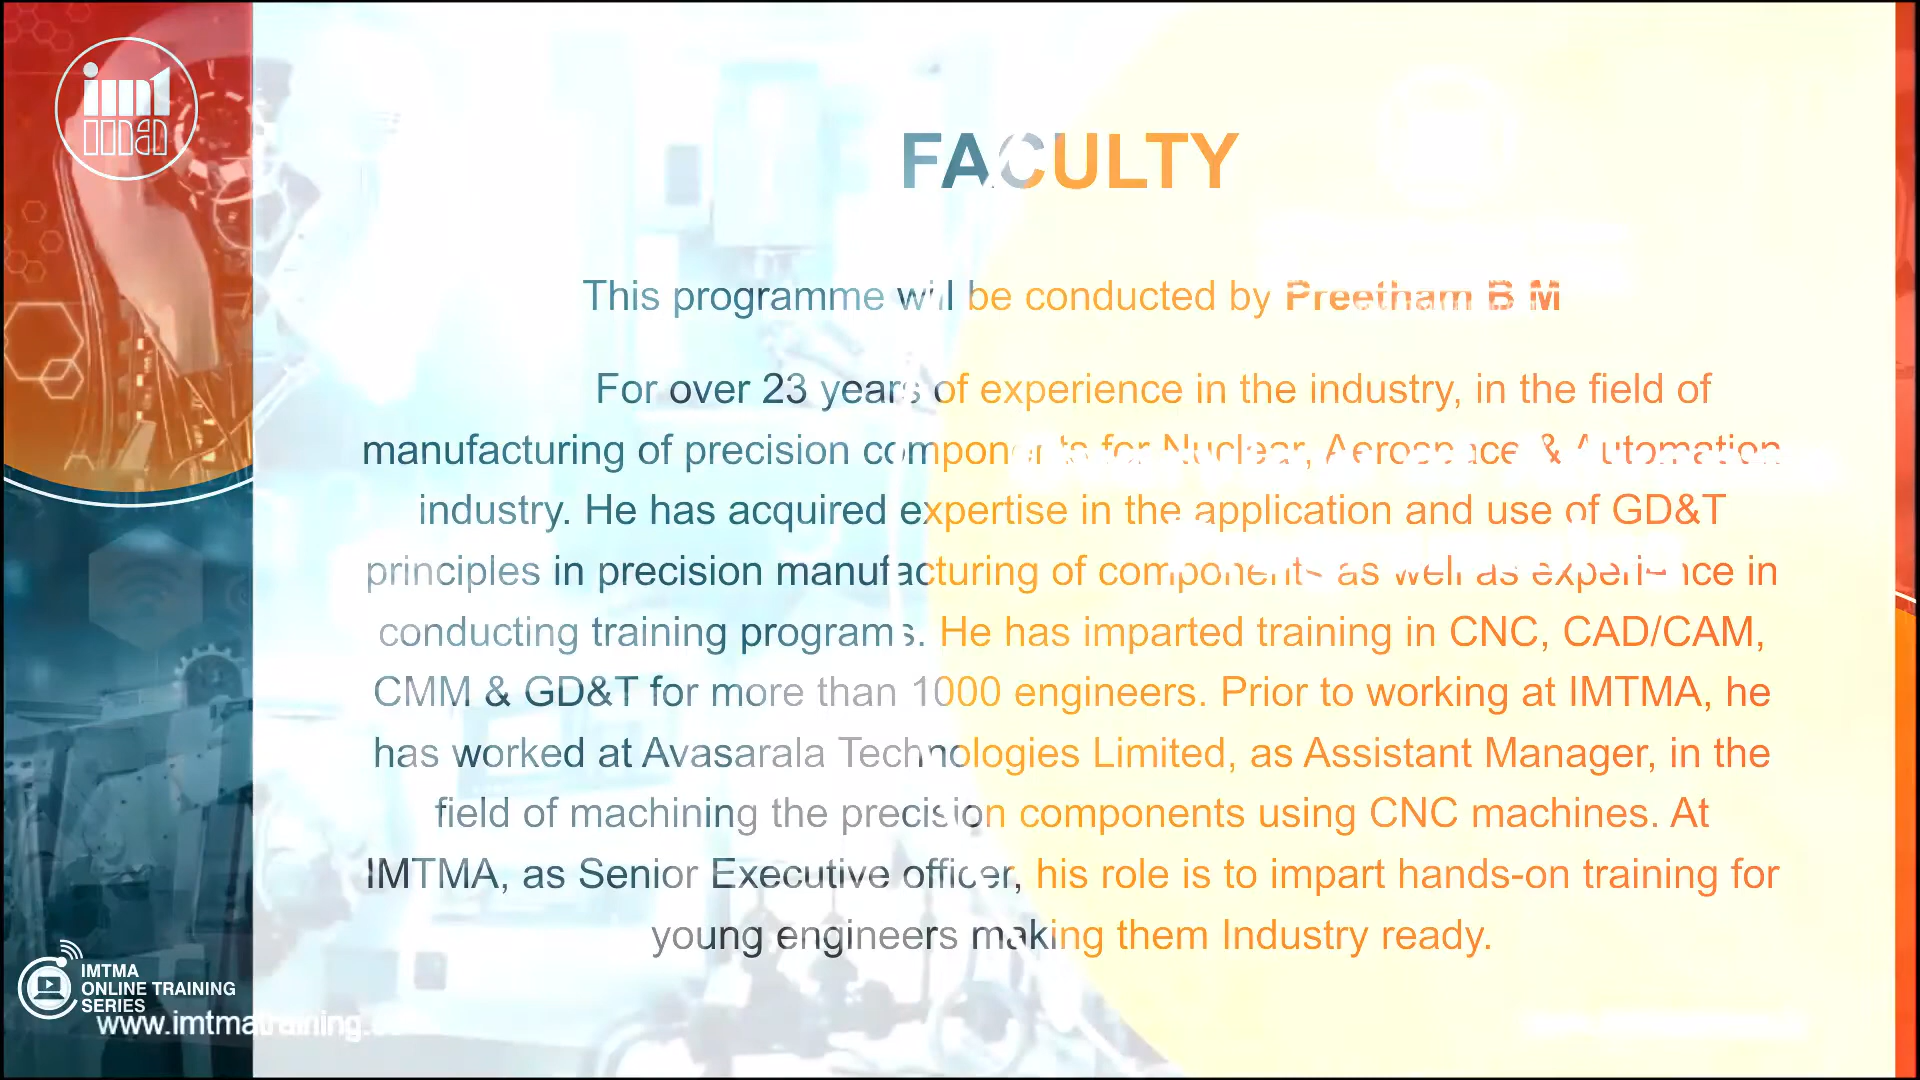 imt
ma
FACULTY
This programme will be conducted by Preetham B M
For over 23 years of experience in the industry, in the field of
manufacturing of precision components for Nuclear, Aerospace & Automation
industry. He has acquired expertise in the application and use of GD&T
principles in precision manufacturing of components as well as experience in
conducting training programs. He has imparted training in CNC, CAD/CAM,
CMM & GD&T for more than 1000 engineers. Prior to working at IMTMA, he
has worked at Avasarala Technologies Limited, as Assistant Manager, in the
field of machining the precision components using CNC machines. At
IMTMA, as Senior Executive officer, his role is to impart hands-on training for
young engineers making them Industry ready.
IMTMA
ONLINE TRAINING
SERIES
www.imtmatraining.c